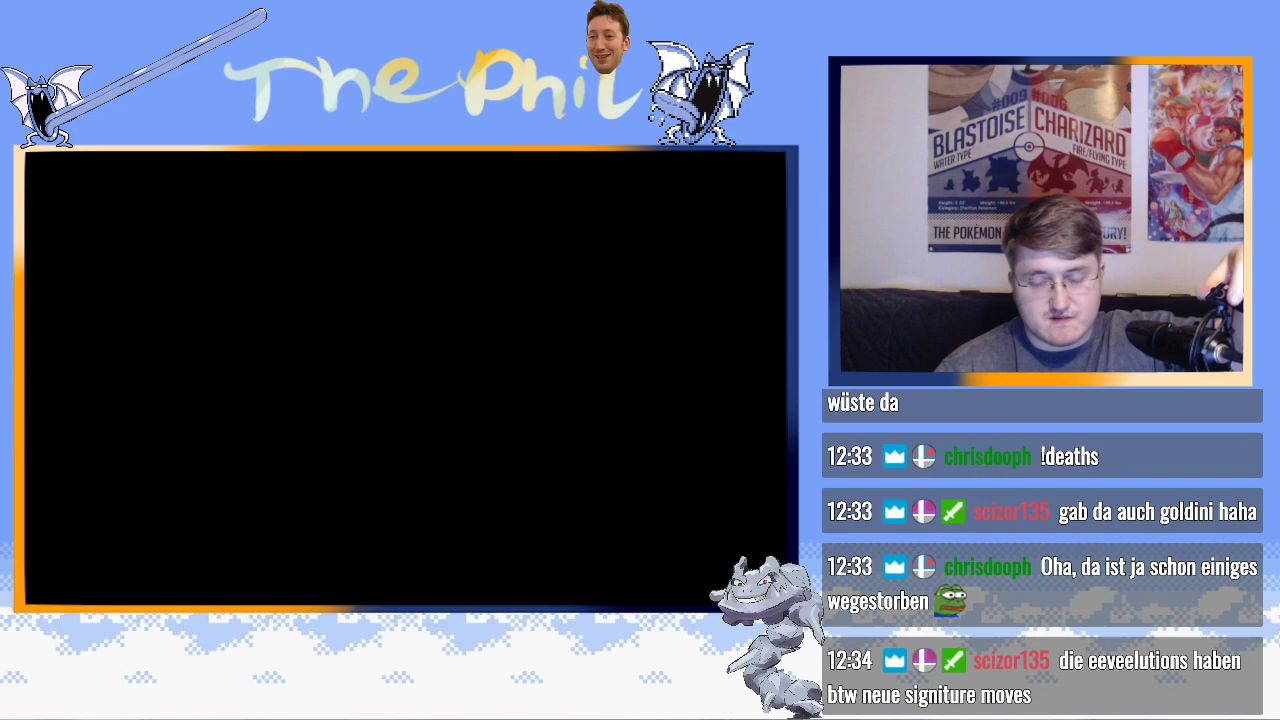 The Phil
#009 #006
BLASTOISE CHARIZARD
WATER TYPE FIRE/FLYING TYPE
THE POKÉMON
wüste da
12:33 chrisdooph !deaths
12:33 scizor135 gab da auch goldini haha
12:33 chrisdooph Oha, da ist ja schon einiges
wegestorben
12:34 scizor135 die eeveelutions haben
btw neue signiture moves